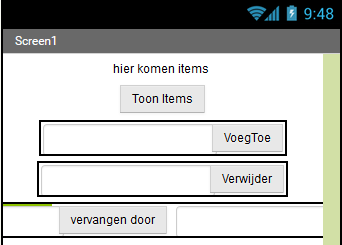 9:48
Screen1
hier komen items
Toon Items
VoegToe
Verwijder
vervangen door